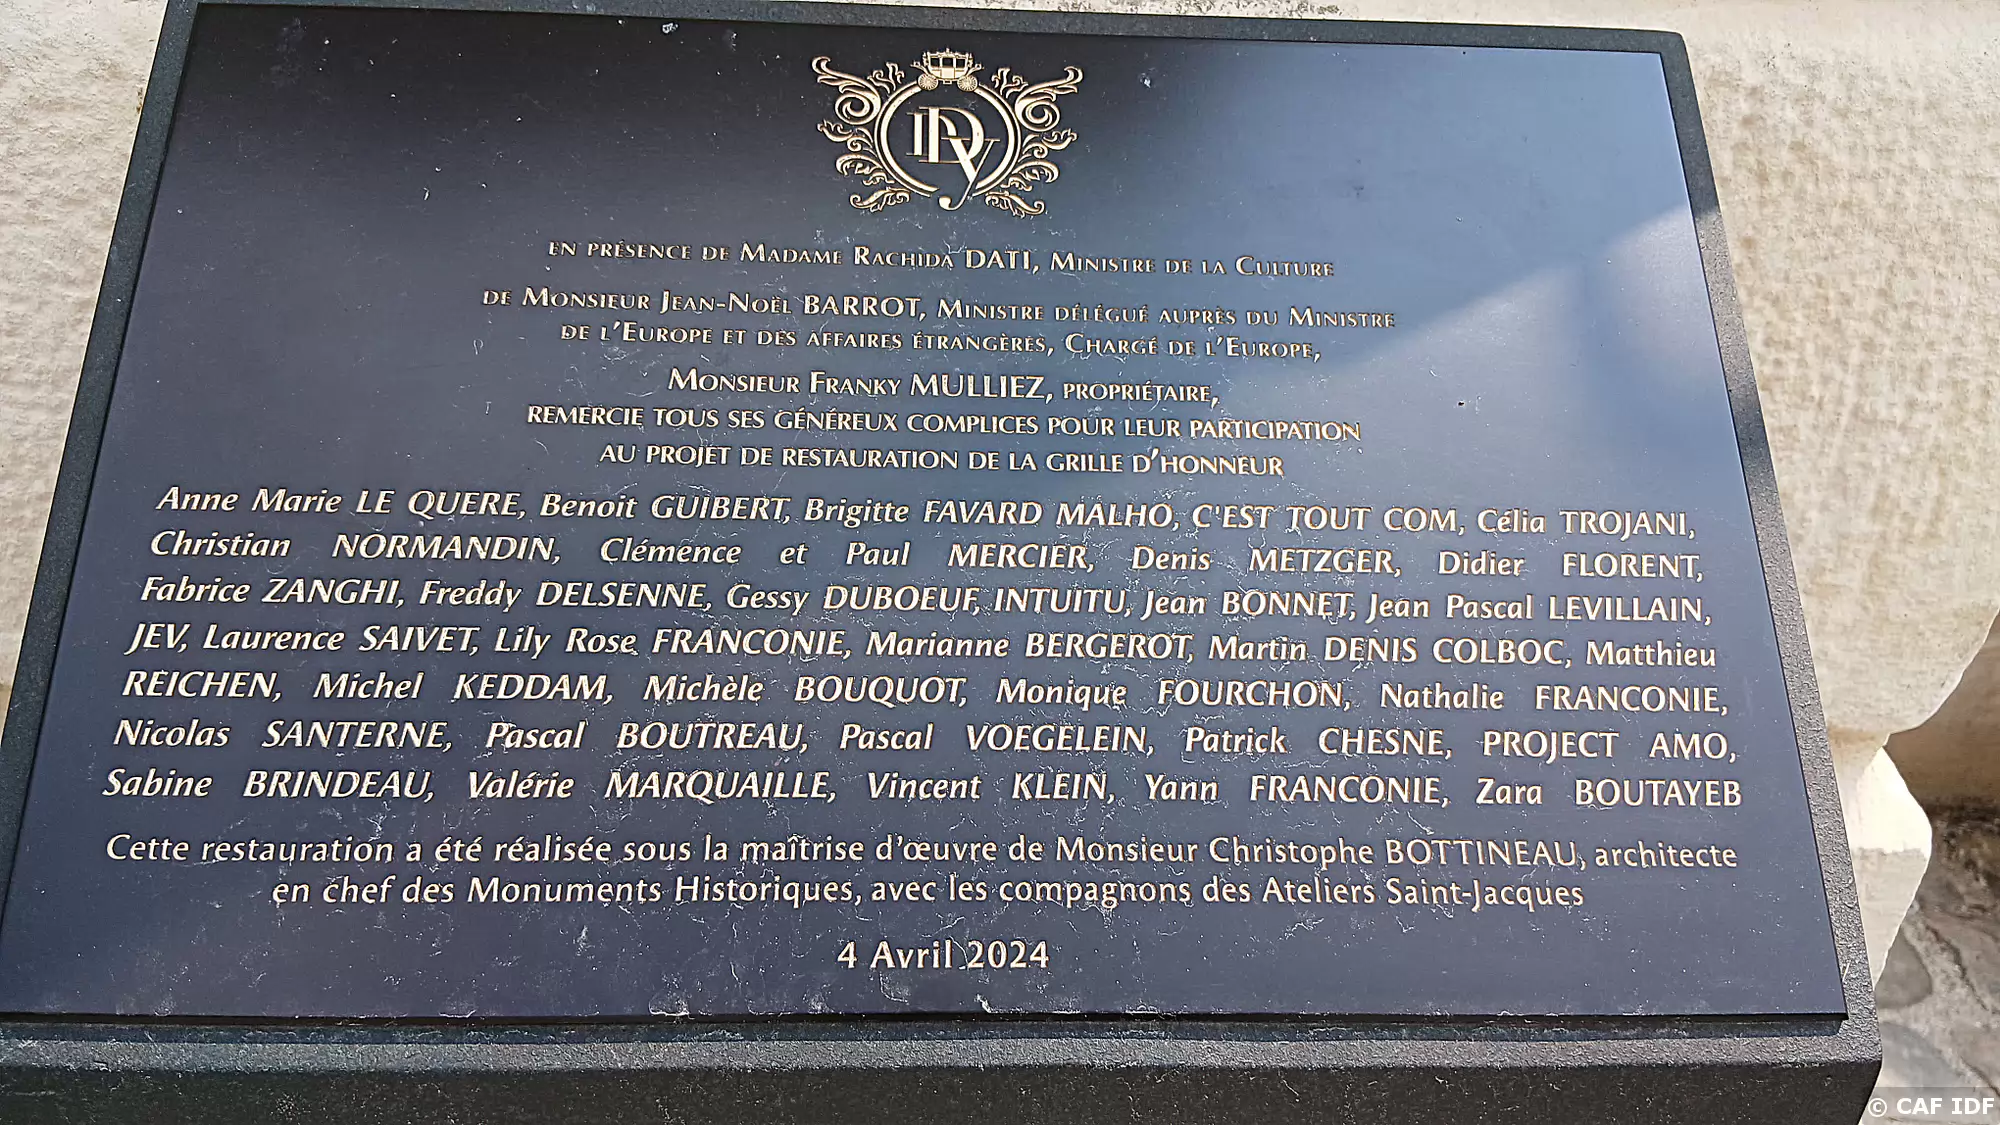 IDDY
EN PRÉSENCE DE MADAME RACHIDA DATI, MINISTRE DE LA CULTURE
DE MONSIEUR JEAN-NOËL BARROT, MINISTRE DÉLÉGUÉ AUPRÈS DU MINISTRE
DE L'EUROPE ET DES AFFAIRES ÉTRANGÈRES, CHARGÉ DE L'EUROPE,
MONSIEUR FRANKY MULLIEZ, PROPRIÉTAIRE,
REMERCIE TOUS SES GÉNÉREUX COMPLICES POUR LEUR PARTICIPATION
AU PROJET DE RESTAURATION DE LA GRILLE D'HONNEUR
Anne Marie LE QUERE, Benoit GUIBERT, Brigitte FAVARD MALHO, C'EST TOUT COM, Célia TROJANI,
Christian NORMANDIN, Clémence et Paul MERCIER, Denis METZGER, Didier FLORENT,
Fabrice ZANGHI, Freddy DELSENNE, Gessy DUBOEUF, INTUITU, Jean BONNET, Jean Pascal LEVILLAIN,
JEV, Laurence SAIVET, Lily Rose FRANCONIE, Marianne BERGEROT, Martin DENIS COLBOC, Matthieu
REICHEN, Michel KEDDAM, Michèle BOUQUOT, Monique FOURCHON, Nathalie FRANCONIE,
Nicolas SANTERNE, Pascal BOUTREAU, Pascal VOEGELEIN, Patrick CHESNE, PROJECT AMO,
Sabine BRINDEAU, Valérie MARQUAILLE, Vincent KLEIN, Yann FRANCONIE, Zara BOUTAYEB
Cette restauration a été réalisée sous la maîtrise d'œuvre de Monsieur Christophe BOTTINEAU, architecte
en chef des Monuments Historiques, avec les compagnons des Ateliers Saint-Jacques
4 Avril 2024
© CAF IDF